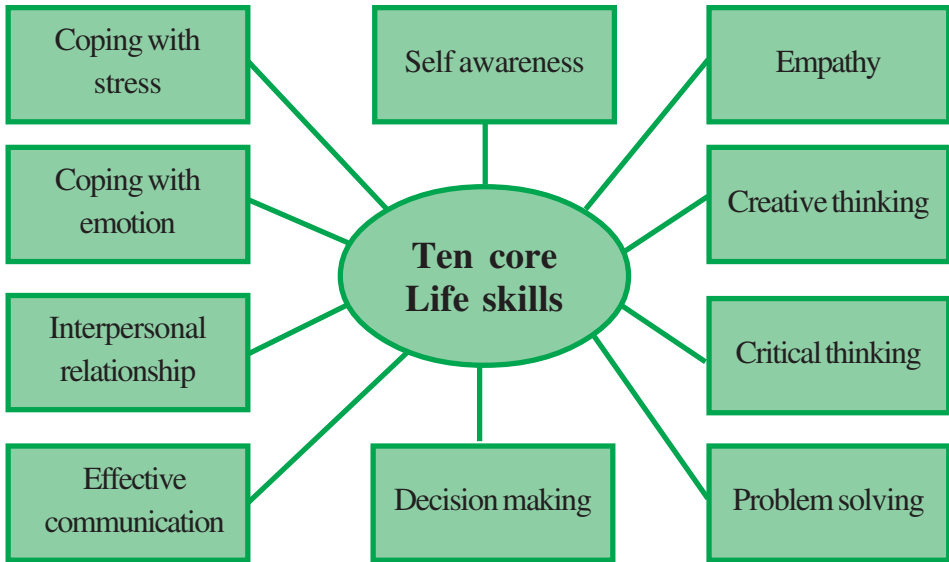 Coping with
stress
Self awareness
Empathy
Coping with
emotion
Creative thinking
Ten core
Life skills
Interpersonal
relationship
Critical thinking
Effective
communication
Decision making
Problem solving